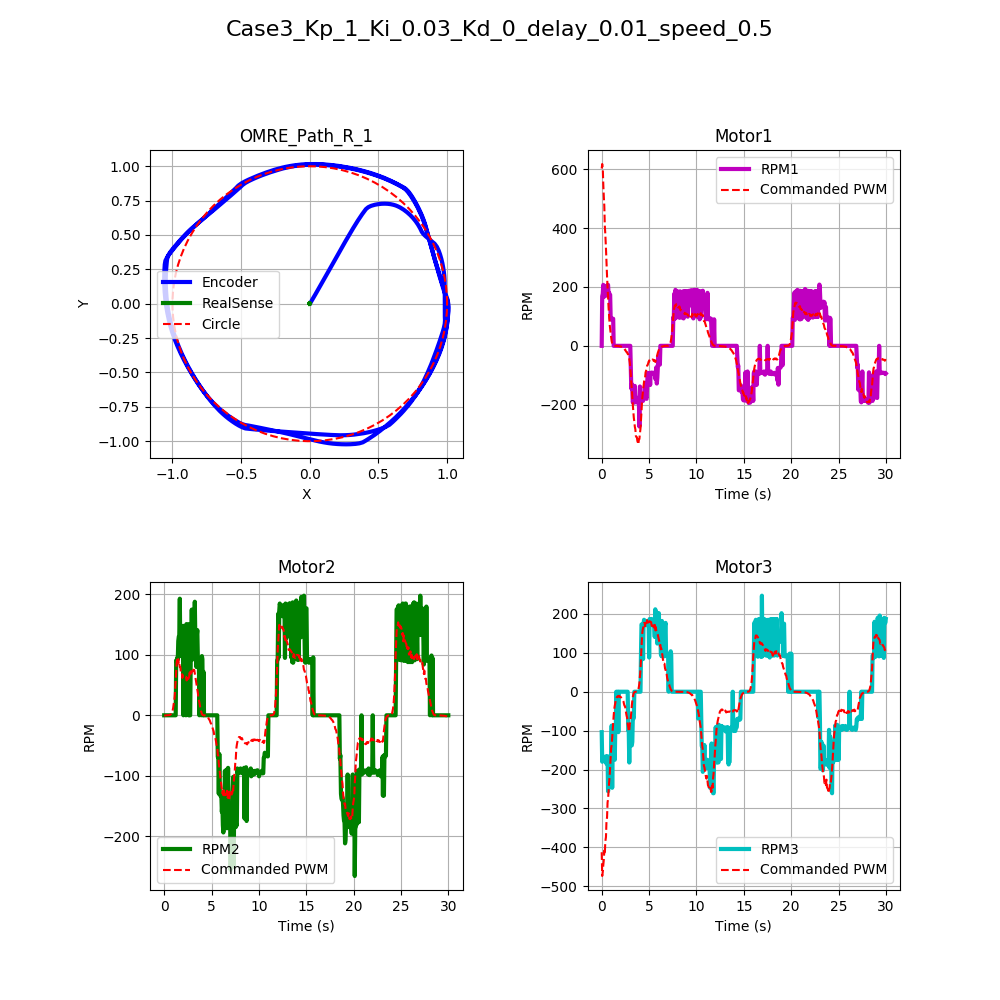 Case3_Kp_1_Ki_0.03_Kd_0_delay_0.01_speed_0.5
OMRE_Path_R_1
1.00
0.75
0.50
0.25
0.00
−0.25
−0.50
−0.75
−1.00
Y
Encoder
RealSense
Circle
−1.0
−0.5
0.0
0.5
1.0
X
Motor1
600
400
200
0
−200
RPM
RPM1
Commanded PWM
0
5
10
15
20
25
30
Time (s)
Motor2
200
100
0
−100
−200
RPM
RPM2
Commanded PWM
0
5
10
15
20
25
30
Time (s)
Motor3
200
100
0
−100
−200
−300
−400
−500
RPM
RPM3
Commanded PWM
0
5
10
15
20
25
30
Time (s)